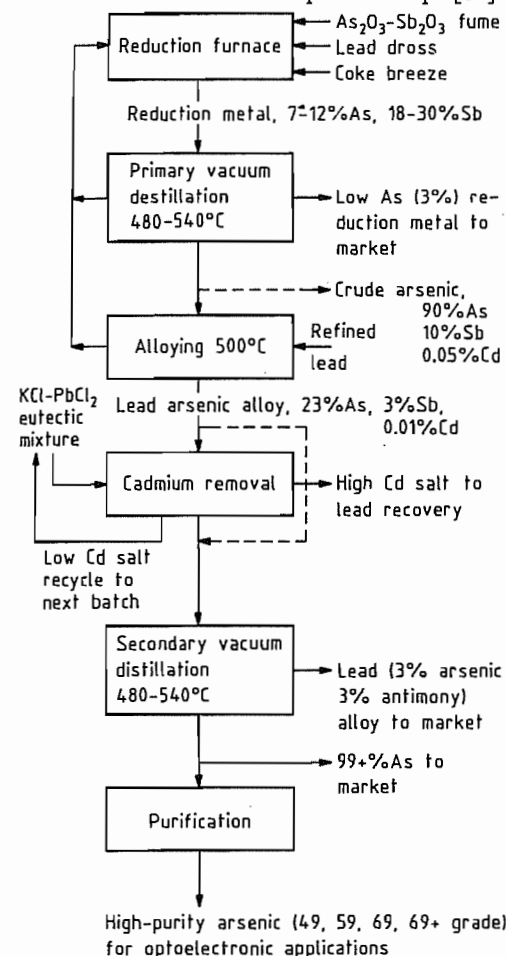 As₂O₃-Sb₂O₃ fume
Reduction furnace
Lead dross
Coke breeze
Reduction metal, 7-12%As, 18-30%Sb
Primary vacuum
destillation
480-540°C
Low As (3%) re-
duction metal to
market
Crude arsenic,
90%As
10%Sb
0.05%Cd
Alloying 500°C
Refined
lead
KCl-PbCl₂
eutectic
mixture
Lead arsenic alloy, 23%As, 3%Sb,
0.01%Cd
Cadmium removal
High Cd salt to
lead recovery
Low Cd salt
recycle to
next batch
Secondary vacuum
distillation
480-540°C
Lead (3% arsenic
3% antimony)
alloy to market
99+%As to
market
Purification
High-purity arsenic (49, 59, 69, 69+ grade)
for optoelectronic applications